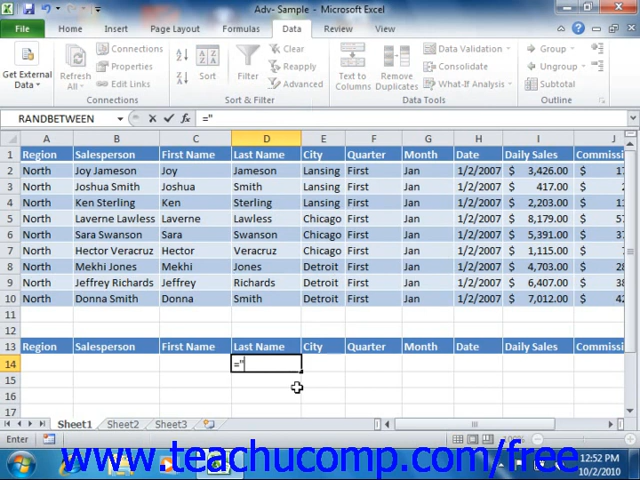 Adv- Sample - Microsoft Excel
File Home Insert Page Layout Formulas Data Review View
Get External Data
Refresh All
Connections
Properties
Edit Links
Connections
Sort
Filter
Clear
Reapply
Advanced
Sort & Filter
Text to Columns
Remove Duplicates
Data Validation
Consolidate
What-If Analysis
Data Tools
Group
Ungroup
Subtotal
Outline
RANDBETWEEN fx ="
A B C D E F G H I J
1 Region Salesperson First Name Last Name City Quarter Month Date Daily Sales Commissi
2 North Joy Jameson Joy Jameson Lansing First Jan 1/2/2007 $ 3,426.00 $ 17
3 North Joshua Smith Joshua Smith Lansing First Jan 1/2/2007 $ 417.00 $ 2
4 North Ken Sterling Ken Sterling Lansing First Jan 1/2/2007 $ 2,203.00 $ 11
5 North Laverne Lawless Laverne Lawless Chicago First Jan 1/2/2007 $ 8,179.00 $ 57
6 North Sara Swanson Sara Swanson Chicago First Jan 1/2/2007 $ 5,391.00 $ 37
7 North Hector Veracruz Hector Veracruz Chicago First Jan 1/2/2007 $ 1,115.00 $ 7
8 North Mekhi Jones Mekhi Jones Detroit First Jan 1/2/2007 $ 4,703.00 $ 28
9 North Jeffrey Richards Jeffrey Richards Detroit First Jan 1/2/2007 $ 6,407.00 $ 38
10 North Donna Smith Donna Smith Detroit First Jan 1/2/2007 $ 7,012.00 $ 42
11
12
13 Region Salesperson First Name Last Name City Quarter Month Date Daily Sales Commissi
14 ="
15
16
17
Sheet1 Sheet2 Sheet3
Enter 100%
www.teachucomp.com/free
12:52 PM
10/2/2010